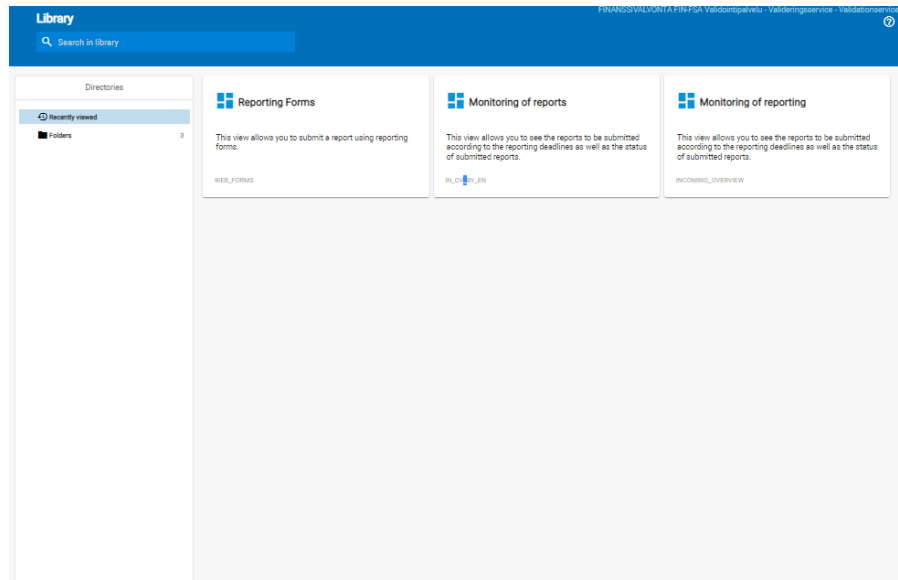 FINANSSIVALVONTA FIN-FSA Validointipalvelu - Valideringsservice - Validationservice
Library
Search in library
Directories
Recently viewed
Folders 3
Reporting Forms
This view allows you to submit a report using reporting
forms.
WEB_FORMS
Monitoring of reports
This view allows you to see the reports to be submitted
according to the reporting deadlines as well as the status
of submitted reports.
Monitoring of reporting
This view allows you to see the reports to be submitted
according to the reporting deadlines as well as the status
of submitted reports.
INCOMING_OVERVIEW